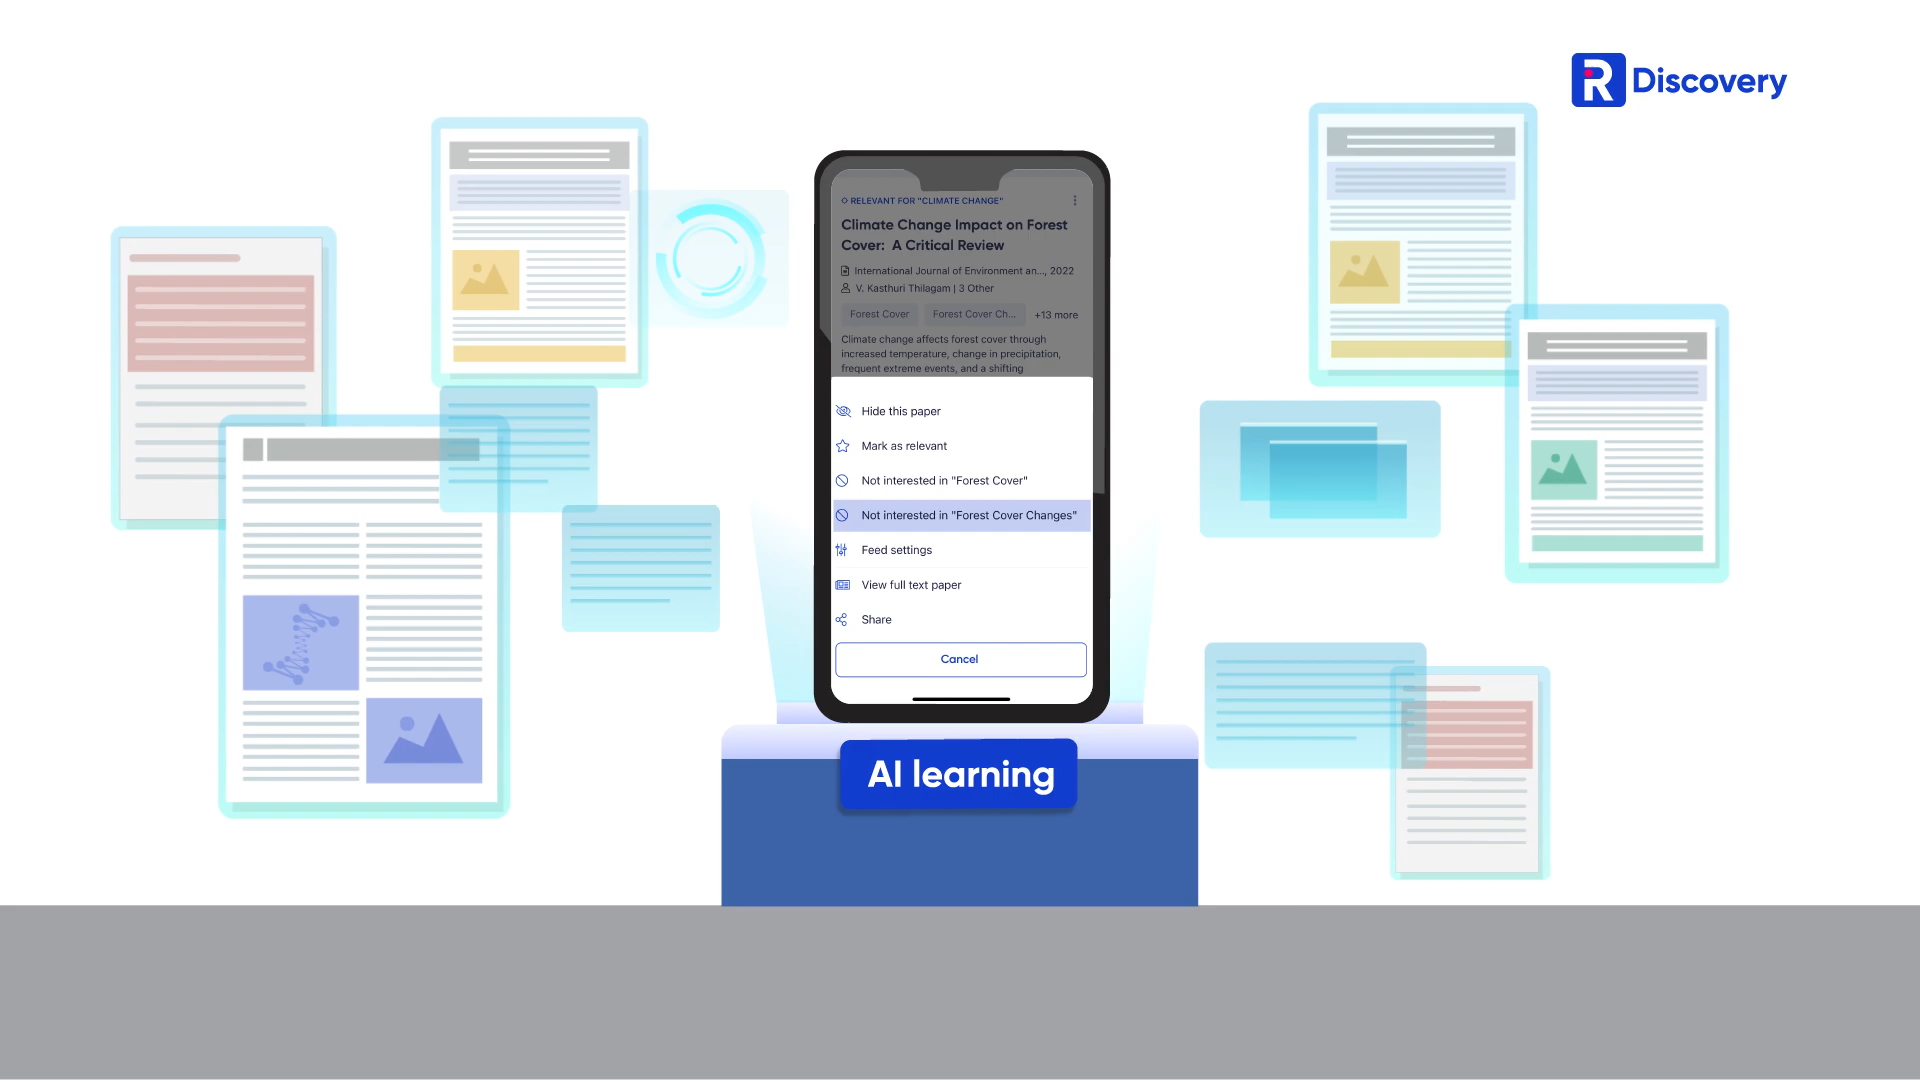 R Discovery
RELEVANT FOR "CLIMATE CHANGE"
Climate Change Impact on Forest
Cover: A Critical Review
International Journal of Environment an..., 2022
V. Kasthuri Thilagam | 3 Other
Forest Cover
Forest Cover Ch...
+13 more
Climate change affects forest cover through
increased temperature, change in precipitation,
frequent extreme events, and a shifting
Hide this paper
Mark as relevant
Not interested in "Forest Cover"
Not interested in "Forest Cover Changes"
Feed settings
View full text paper
Share
Cancel
AI learning